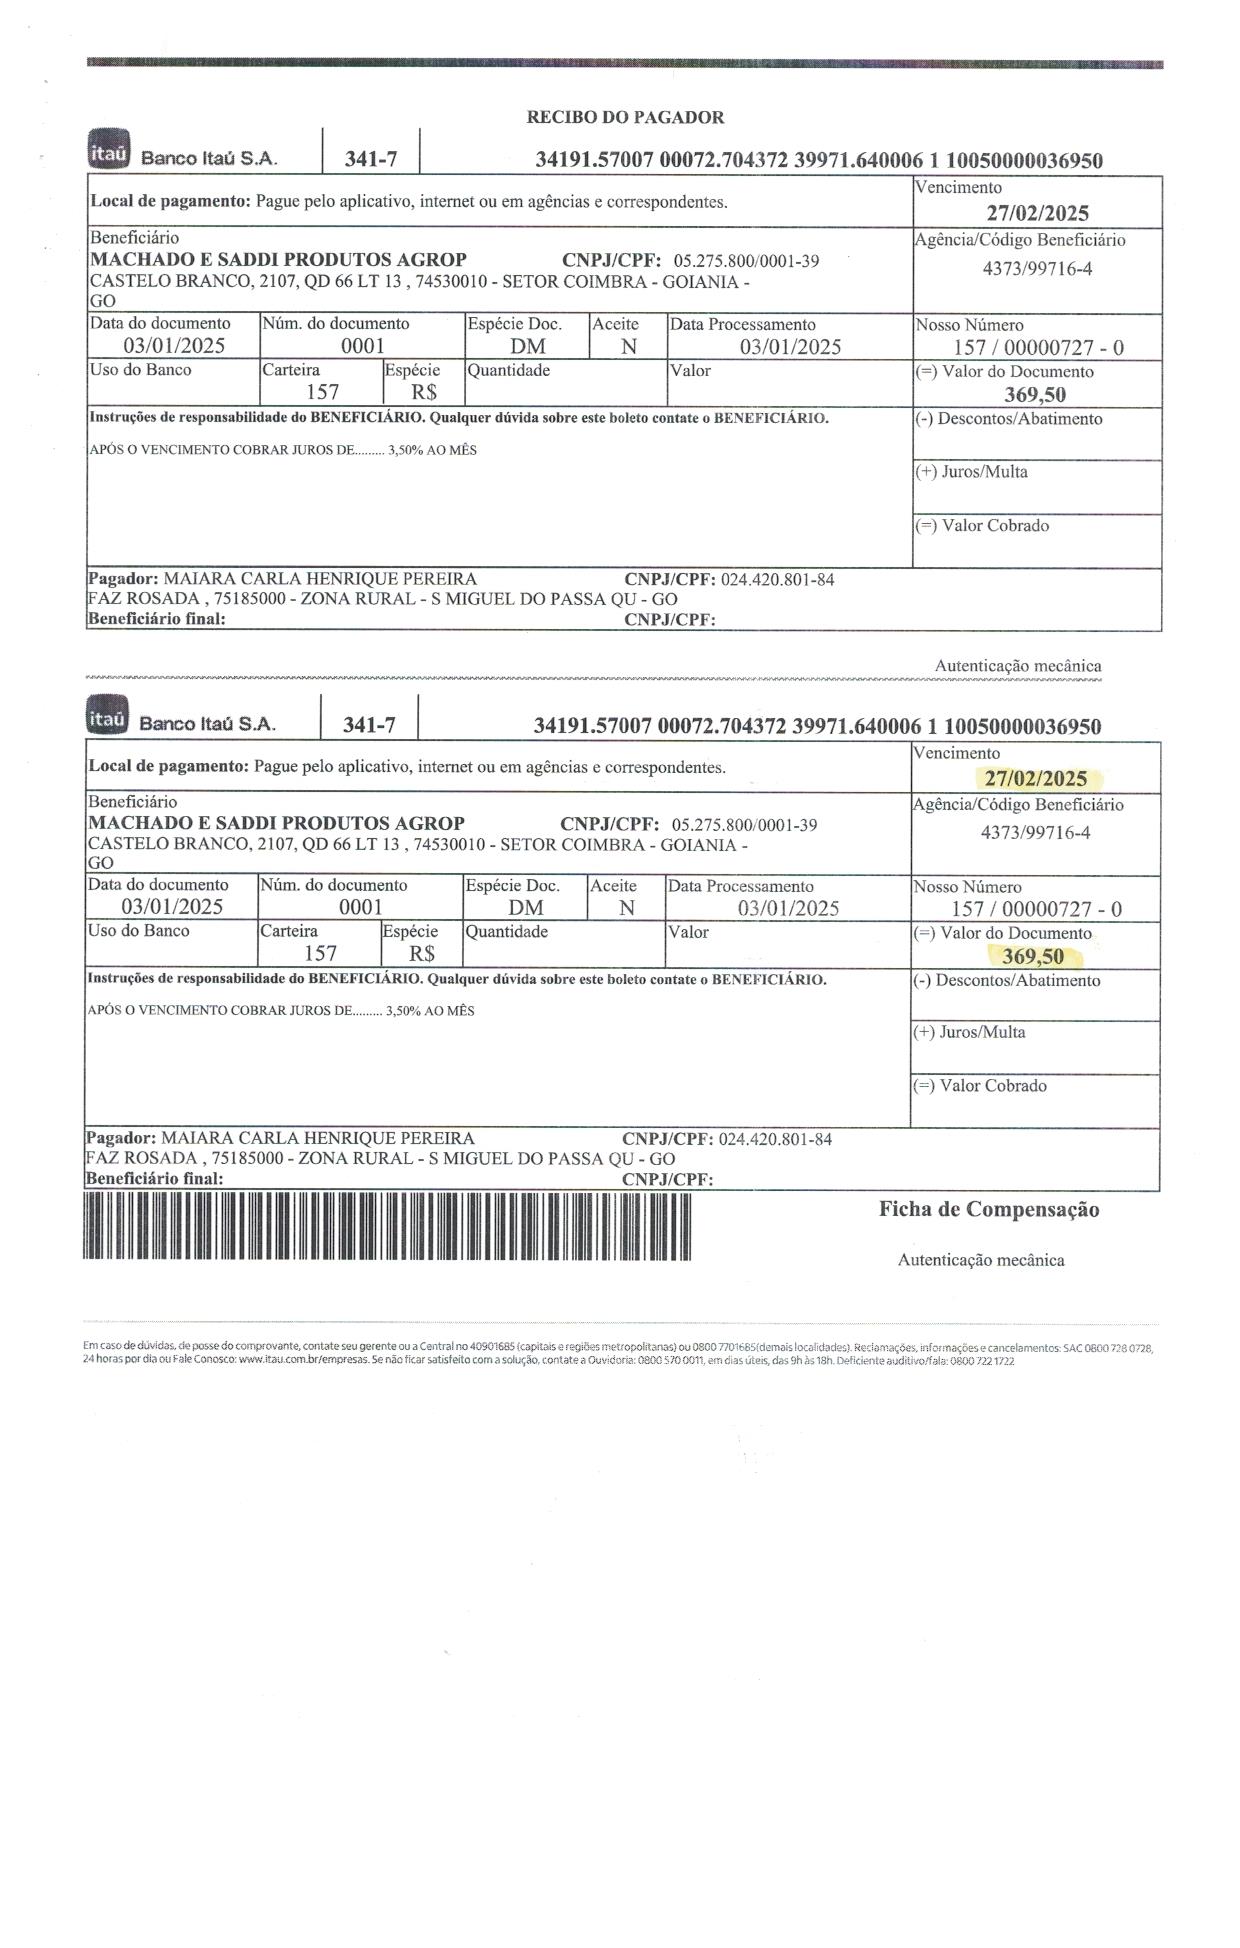 RECIBO DO PAGADOR
itaú Banco Itaú S.A. 341-7 34191.57007 00072.704372 39971.640006 1 10050000036950
Local de pagamento: Pague pelo aplicativo, internet ou em agências e correspondentes. Vencimento
27/02/2025
Beneficiário Agência/Código Beneficiário
MACHADO E SADDI PRODUTOS AGROP CNPJ/CPF: 05.275.800/0001-39 4373/99716-4
CASTELO BRANCO, 2107, QD 66 LT 13 , 74530010 - SETOR COIMBRA - GOIANIA -
GO
Data do documento Núm. do documento Espécie Doc. Aceite Data Processamento Nosso Número
03/01/2025 0001 DM N 03/01/2025 157 / 00000727 - 0
Uso do Banco Carteira Espécie Quantidade Valor (=) Valor do Documento
157 R$ 369,50
Instruções de responsabilidade do BENEFICIÁRIO. Qualquer dúvida sobre este boleto contate o BENEFICIÁRIO. (-) Descontos/Abatimento
APÓS O VENCIMENTO COBRAR JUROS DE......... 3,50% AO MÊS
(+) Juros/Multa
(=) Valor Cobrado
Pagador: MAIARA CARLA HENRIQUE PEREIRA CNPJ/CPF: 024.420.801-84
FAZ ROSADA , 75185000 - ZONA RURAL - S MIGUEL DO PASSA QU - GO
Beneficiário final: CNPJ/CPF:
Autenticação mecânica
itaú Banco Itaú S.A. 341-7 34191.57007 00072.704372 39971.640006 1 10050000036950
Local de pagamento: Pague pelo aplicativo, internet ou em agências e correspondentes. Vencimento
27/02/2025
Beneficiário Agência/Código Beneficiário
MACHADO E SADDI PRODUTOS AGROP CNPJ/CPF: 05.275.800/0001-39 4373/99716-4
CASTELO BRANCO, 2107, QD 66 LT 13 , 74530010 - SETOR COIMBRA - GOIANIA -
GO
Data do documento Núm. do documento Espécie Doc. Aceite Data Processamento Nosso Número
03/01/2025 0001 DM N 03/01/2025 157 / 00000727 - 0
Uso do Banco Carteira Espécie Quantidade Valor (=) Valor do Documento
157 R$ 369,50
Instruções de responsabilidade do BENEFICIÁRIO. Qualquer dúvida sobre este boleto contate o BENEFICIÁRIO. (-) Descontos/Abatimento
APÓS O VENCIMENTO COBRAR JUROS DE......... 3,50% AO MÊS
(+) Juros/Multa
(=) Valor Cobrado
Pagador: MAIARA CARLA HENRIQUE PEREIRA CNPJ/CPF: 024.420.801-84
FAZ ROSADA , 75185000 - ZONA RURAL - S MIGUEL DO PASSA QU - GO
Beneficiário final: CNPJ/CPF:
Ficha de Compensação
Autenticação mecânica
Em caso de dúvidas, de posse do comprovante, contate seu gerente ou a Central no 40901685 (capitais e regiões metropolitanas) ou 0800 7701685(demais localidades). Reclamações, informações e cancelamentos: SAC 0800 728 0728,
24 horas por dia ou Fale Conosco: www.itau.com.br/empresas. Se não ficar satisfeito com a solução, contate a Ouvidoria: 0800 570 0011, em dias úteis, das 9h às 18h. Deficiente auditivo/fala: 0800 722 1722